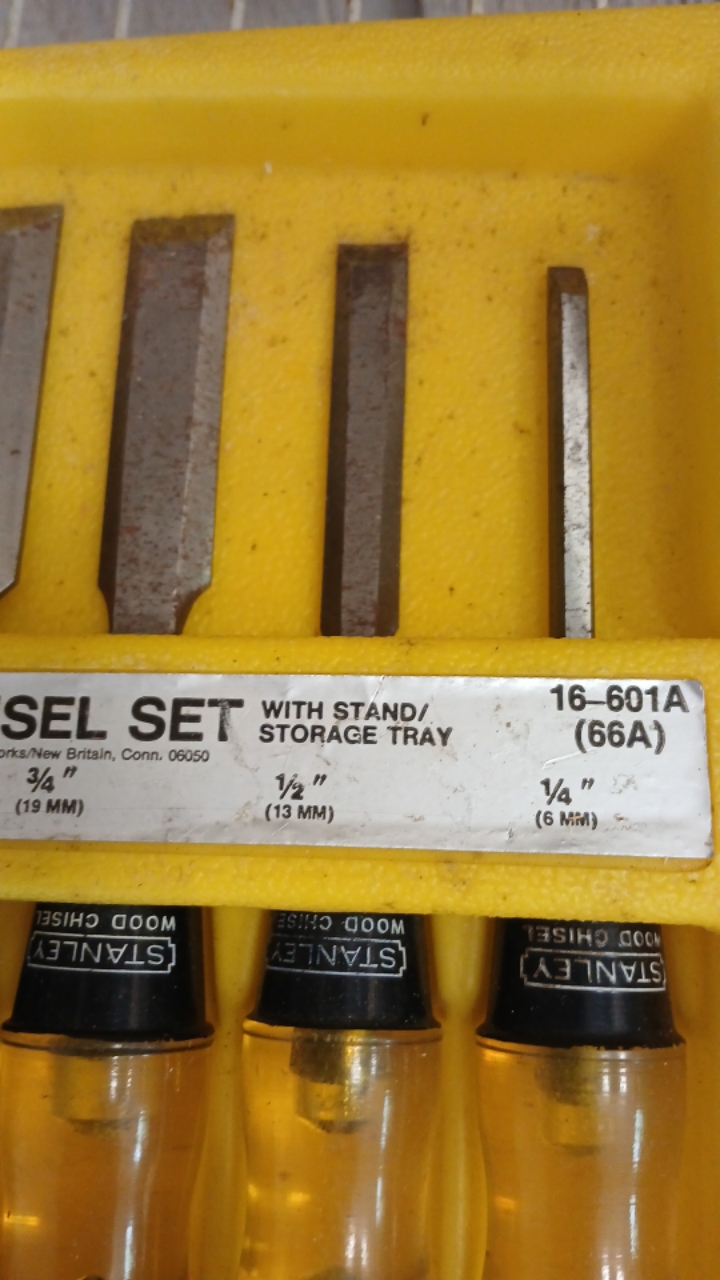 SEL SET WITH STAND/
STORAGE TRAY
16–601A
(66A)
orks/New Britain, Conn. 06050
3/4" 1/2" 1/4"
(19 MM) (13 MM) (6 MM)
WOOD CHISEL
STANLEY
WOOD CHISEL
STANLEY
WOOD CHISEL
STANLEY